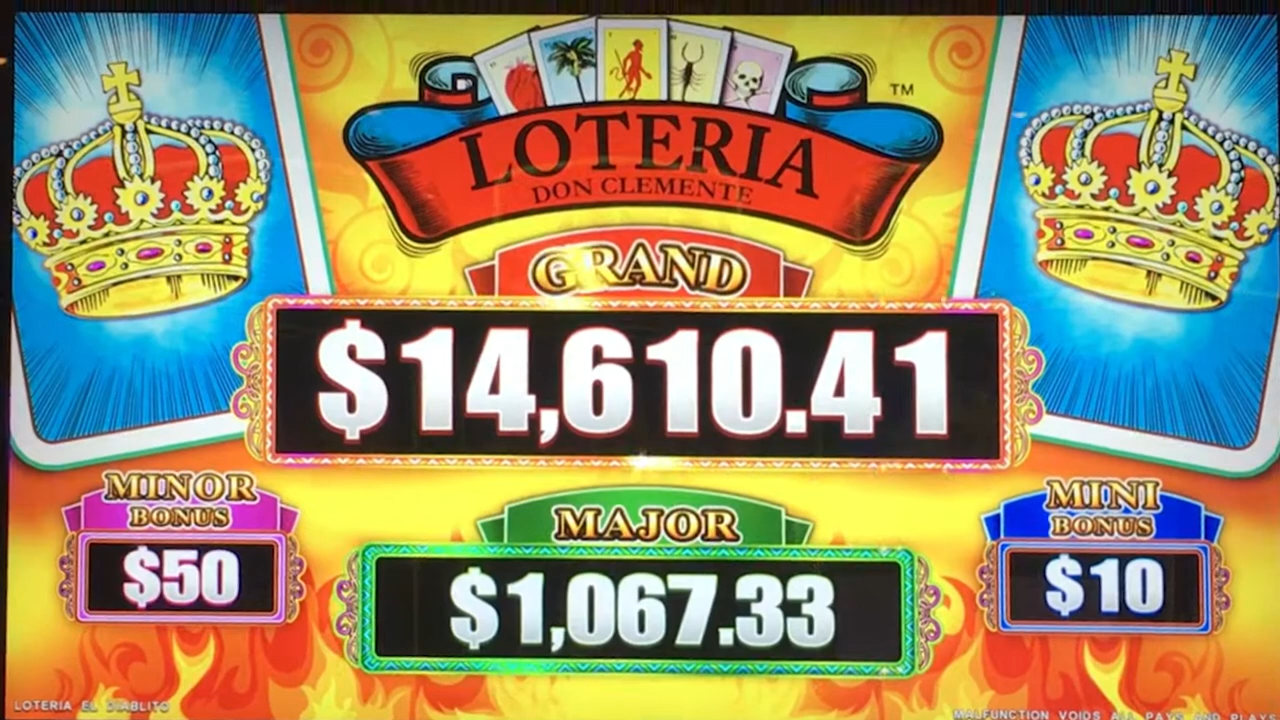 LOTERIA
TM
DON CLEMENTE
GRAND
$14,610.41
MINOR
BONUS
$50
MAJOR
$1,067.33
MINI
BONUS
$10
LOTERIA EL DIABLITO
MALFUNCTION VOIDS ALL PAYS AND PLAYS